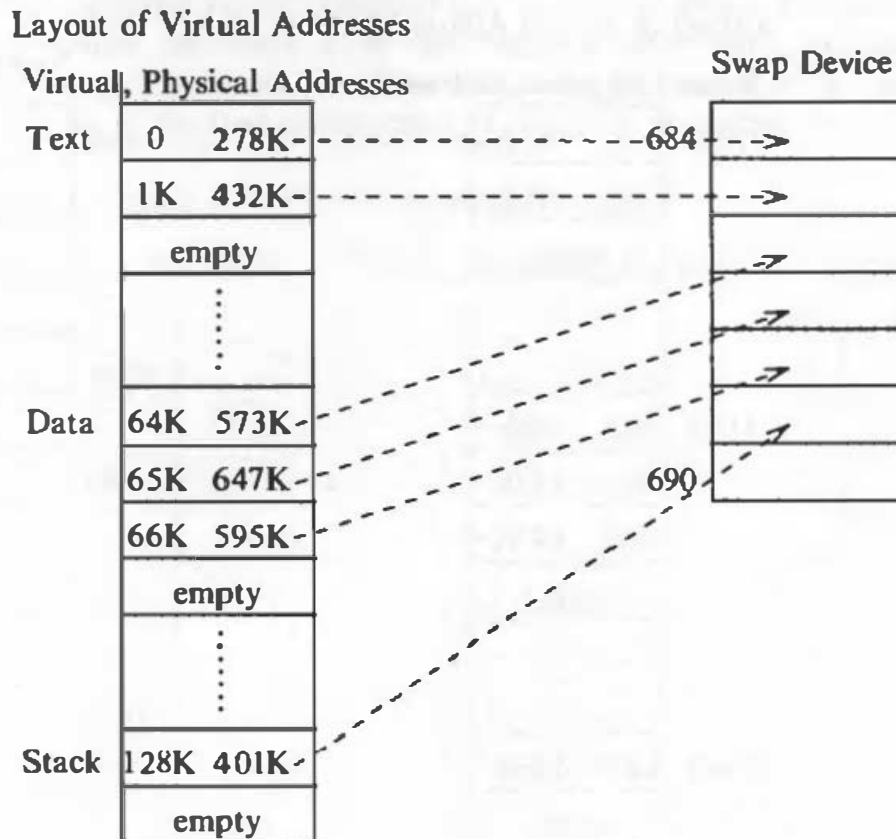 Layout of Virtual Addresses
Virtual, Physical Addresses
Swap Device
Text 0 278K 684
1K 432K
empty
Data 64K 573K
65K 647K 690
66K 595K
empty
Stack 128K 401K
empty